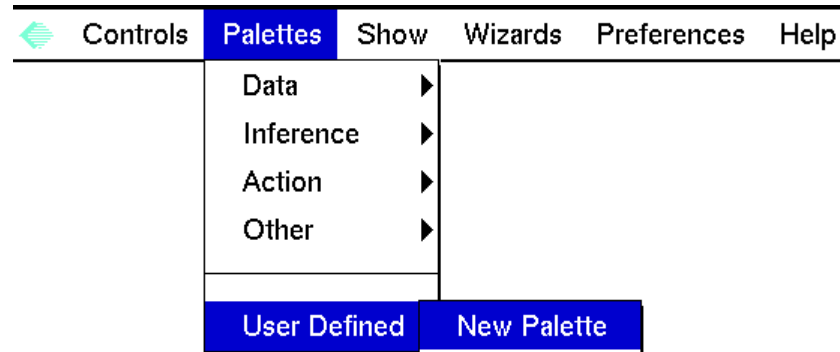 Controls Palettes Show Wizards Preferences Help
Data
Inference
Action
Other
User Defined New Palette